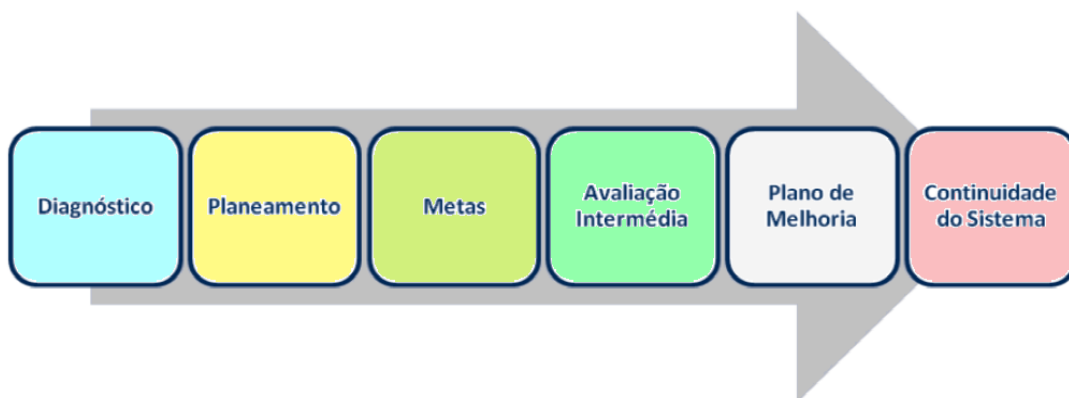 Diagnóstico
Planeamento
Metas
Avaliação
Intermédia
Plano de
Melhoria
Continuidade
do Sistema